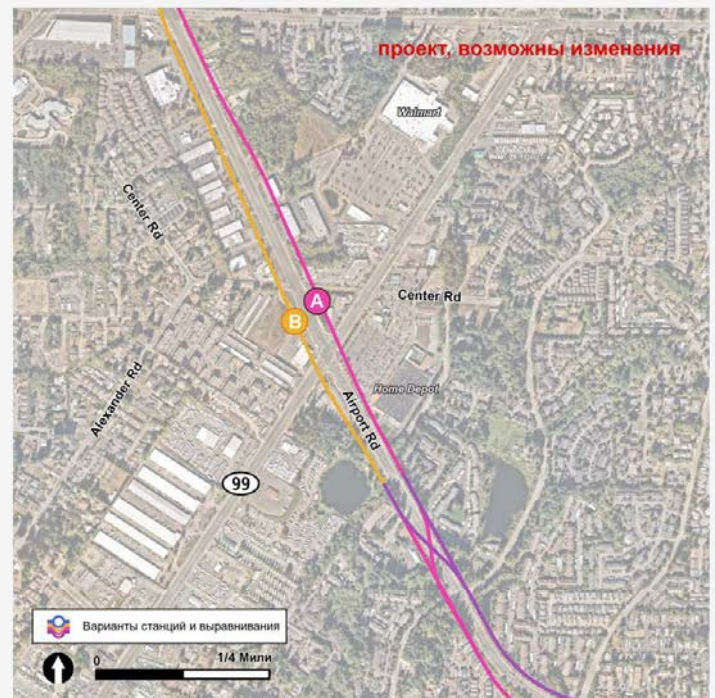 проект, возможны изменения
Walmart
Center Rd
A
Center Rd
B
Home Depot
Airport Rd
Alexander Rd
99
Варианты станций и выравнивания
0
1/4 Мили